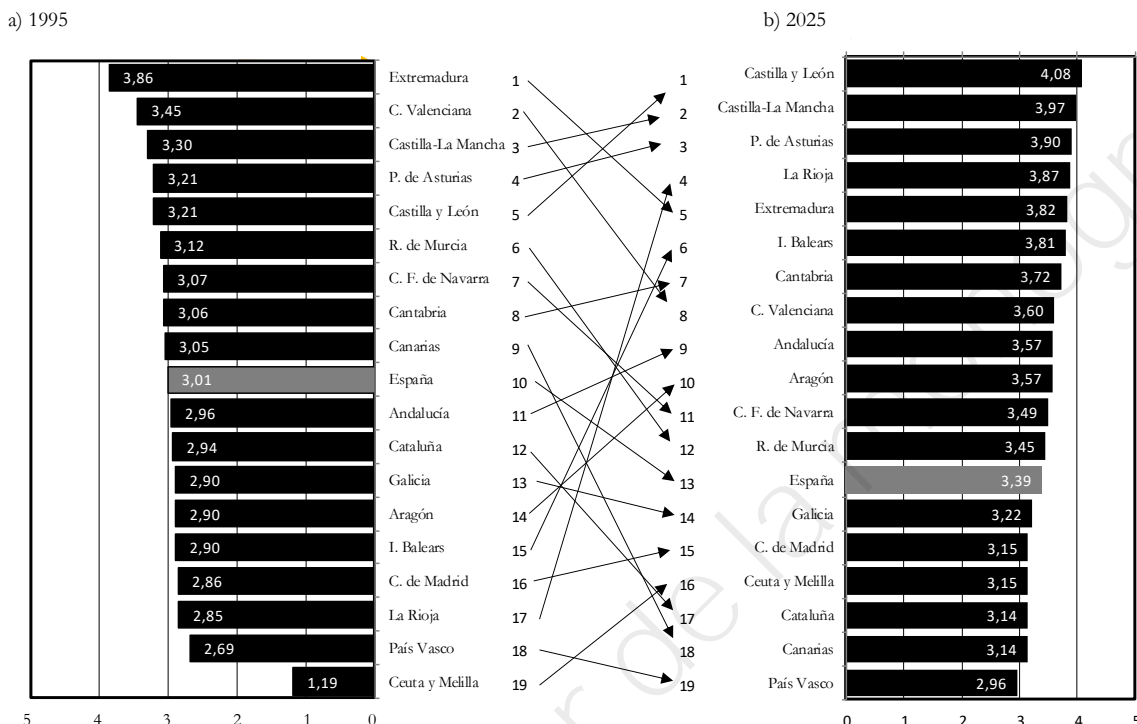 a) 1995
b) 2025
3,86 Extremadura 1 1 Castilla y León 4,08
3,45 C. Valenciana 2 2 Castilla-La Mancha 3,97
3,30 Castilla-La Mancha 3 3 P. de Asturias 3,90
3,21 P. de Asturias 4 4 La Rioja 3,87
3,21 Castilla y León 5 5 Extremadura 3,82
3,12 R. de Murcia 6 6 I. Balears 3,81
3,07 C. F. de Navarra 7 7 Cantabria 3,72
3,06 Cantabria 8 8 C. Valenciana 3,60
3,05 Canarias 9 9 Andalucía 3,57
3,01 España 10 10 Aragón 3,57
2,96 Andalucía 11 11 C. F. de Navarra 3,49
2,94 Cataluña 12 12 R. de Murcia 3,45
2,90 Galicia 13 13 España 3,39
2,90 Aragón 14 14 Galicia 3,22
2,90 I. Balears 15 15 C. de Madrid 3,15
2,86 C. de Madrid 16 16 Ceuta y Melilla 3,15
2,85 La Rioja 17 17 Cataluña 3,14
2,69 País Vasco 18 18 Canarias 3,14
1,19 Ceuta y Melilla 19 19 País Vasco 2,96
5 4 3 2 1 0 0 1 2 3 4 5
de la